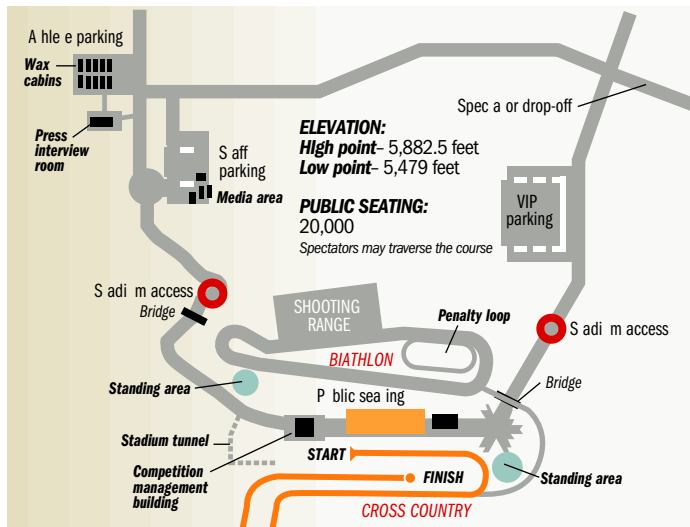 A hle e parking
Wax
cabins
Press
interview
room
S aff
parking
Media area
ELEVATION:
High point– 5,882.5 feet
Low point– 5,479 feet
PUBLIC SEATING:
20,000
Spectators may traverse the course
Spec a or drop-off
VIP
parking
S adi m access
Bridge
SHOOTING
RANGE
Penalty loop
S adi m access
BIATHLON
Bridge
Standing area
P blic sea ing
Stadium tunnel
START
Competition
management
building
FINISH
Standing area
CROSS COUNTRY